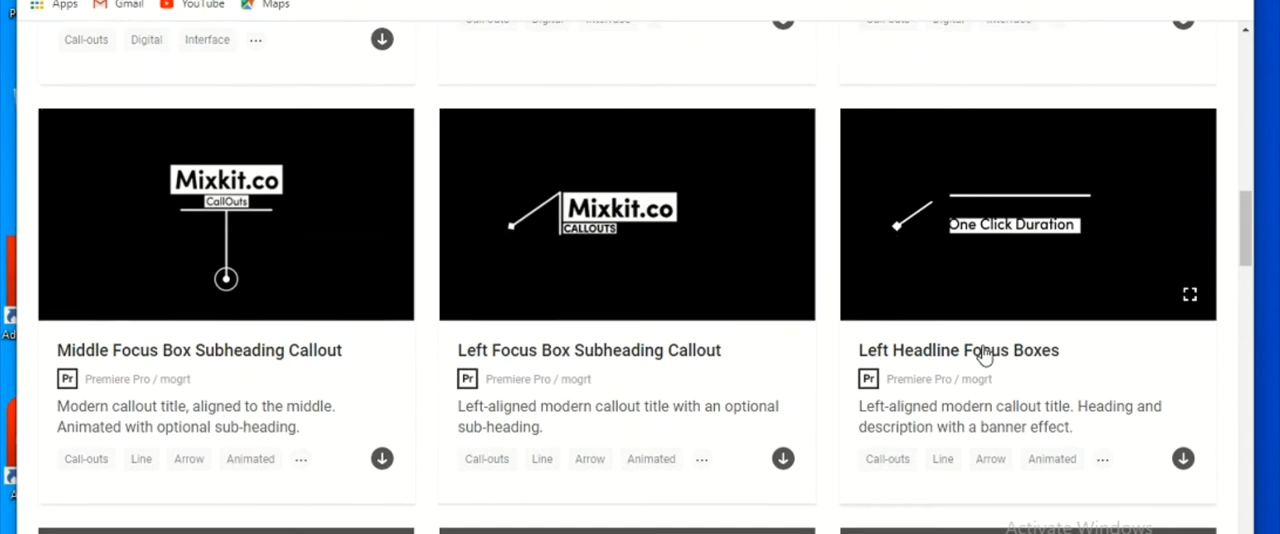 Apps Gmail YouTube Maps
Call-outs Digital Interface ...
Digital Interface
Digital Interface
Mixkit.co
CallOuts
Mixkit.co
CALLOUTS
One Click Duration
Middle Focus Box Subheading Callout
Pr Premiere Pro / mogrt
Modern callout title, aligned to the middle.
Animated with optional sub-heading.
Call-outs Line Arrow Animated ...
Left Focus Box Subheading Callout
Pr Premiere Pro / mogrt
Left-aligned modern callout title with an optional
sub-heading.
Call-outs Line Arrow Animated ...
Left Headline Focus Boxes
Pr Premiere Pro / mogrt
Left-aligned modern callout title. Heading and
description with a banner effect.
Call-outs Line Arrow Animated ...
Activate Windows